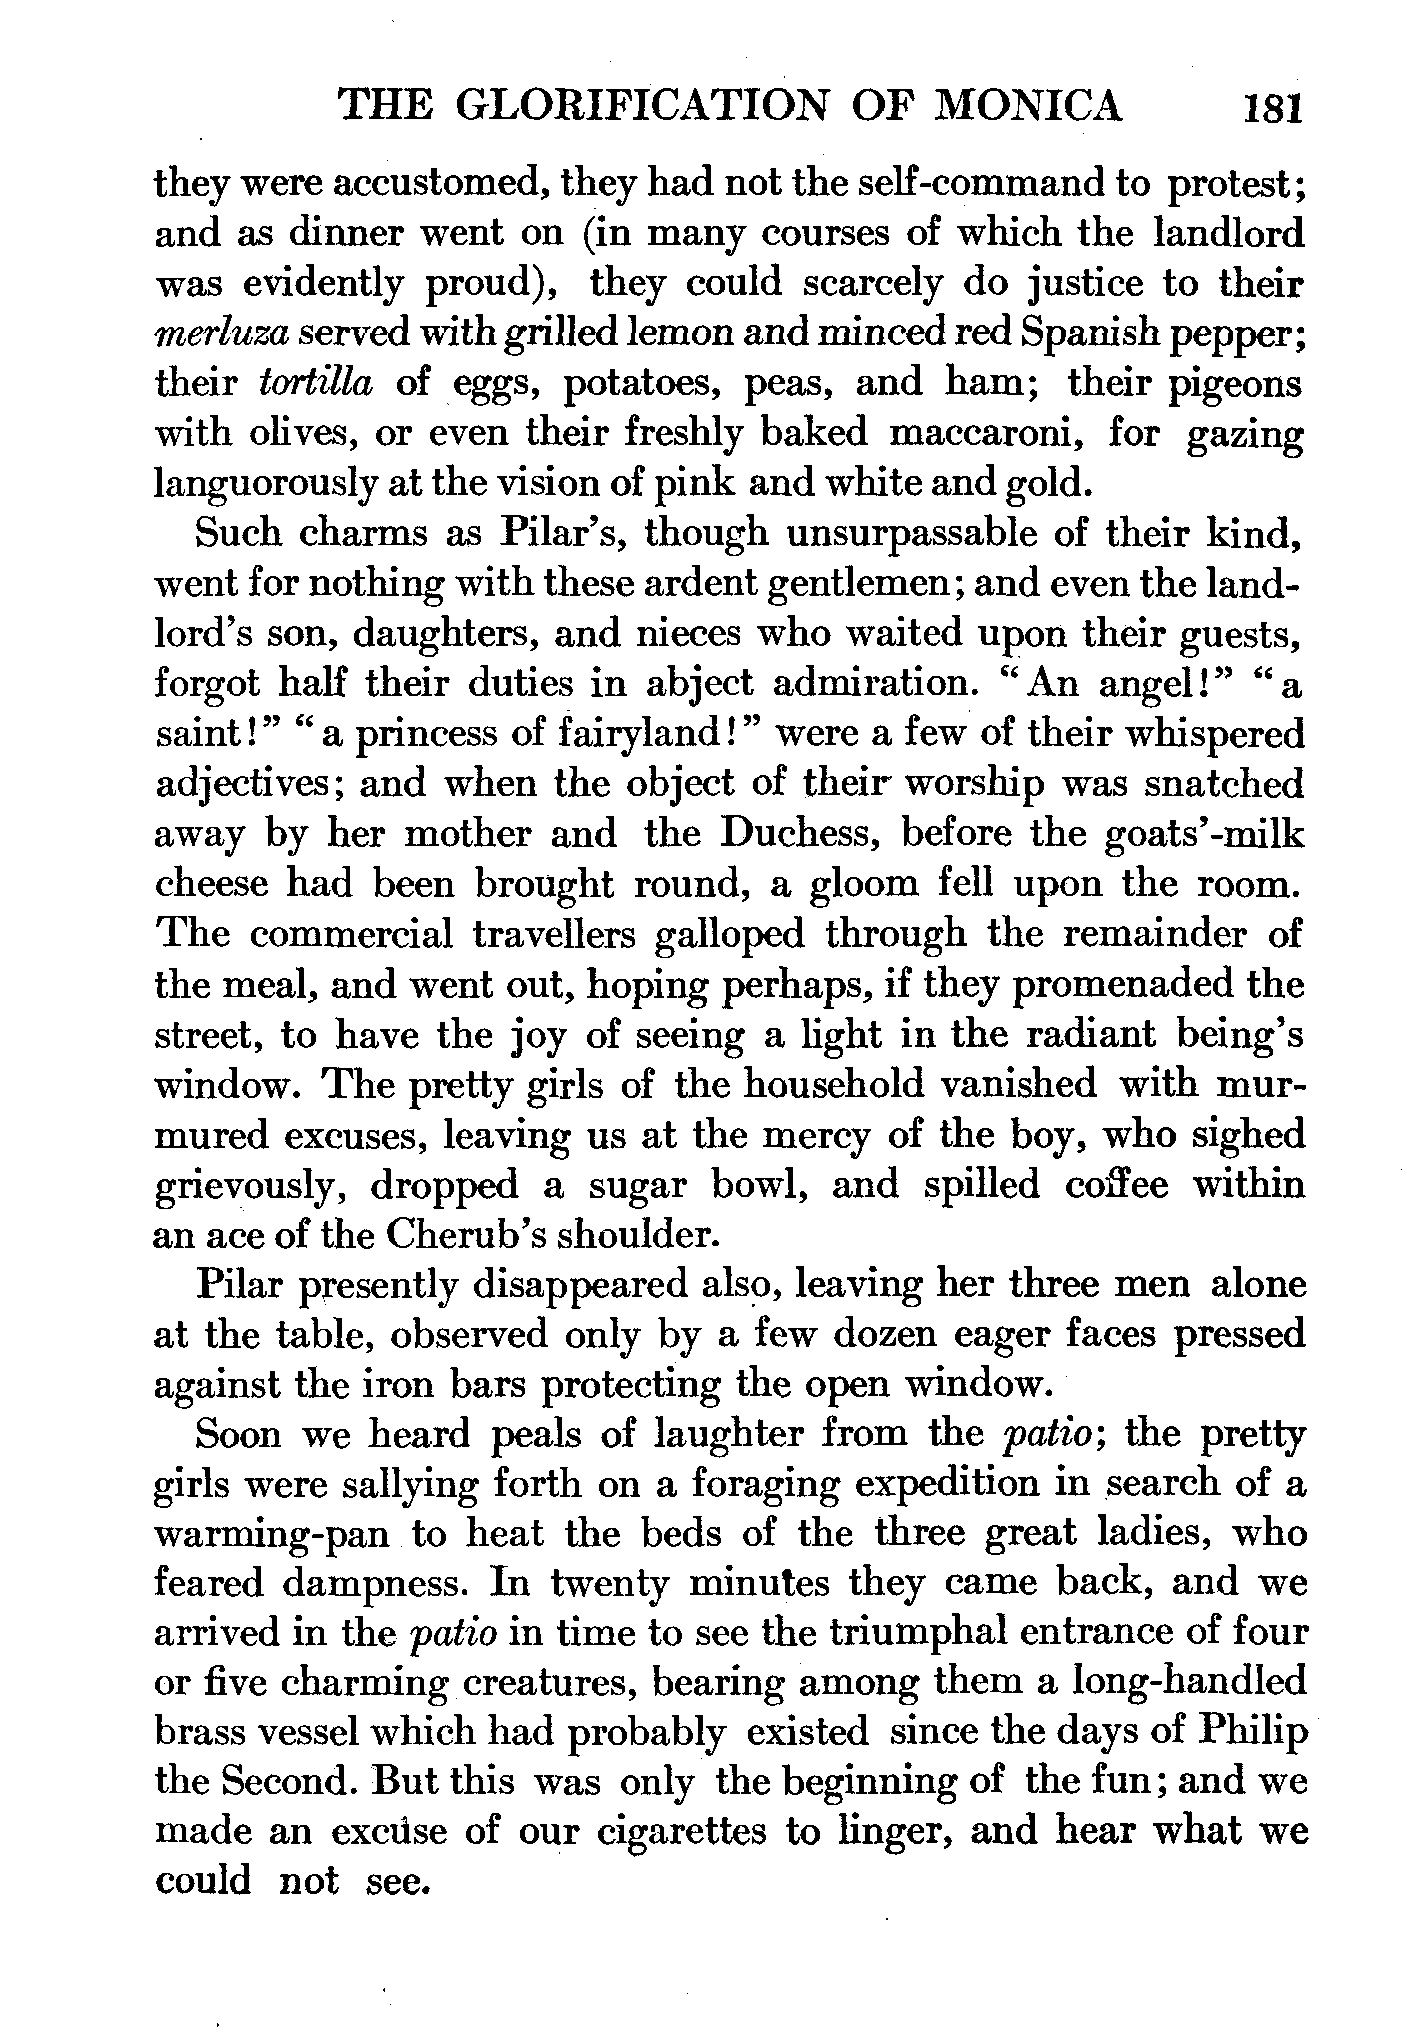 THE GLORIFICATION OF MONICA 181
they were accustomed, they had not the self-command to protest;
and as dinner went on (in many courses of which the landlord
was evidently proud), they could scarcely do justice to their
merluza served with grilled lemon and minced red Spanish pepper;
their tortilla of eggs, potatoes, peas, and ham; their pigeons
with olives, or even their freshly baked maccaroni, for gazing
languorously at the vision of pink and white and gold.
Such charms as Pilar's, though unsurpassable of their kind,
went for nothing with these ardent gentlemen; and even the land-
lord's son, daughters, and nieces who waited upon their guests,
forgot half their duties in abject admiration. "An angel!" "a
saint!" "a princess of fairyland!" were a few of their whispered
adjectives; and when the object of their worship was snatched
away by her mother and the Duchess, before the goats'-milk
cheese had been brought round, a gloom fell upon the room.
The commercial travellers galloped through the remainder of
the meal, and went out, hoping perhaps, if they promenaded the
street, to have the joy of seeing a light in the radiant being's
window. The pretty girls of the household vanished with mur-
mured excuses, leaving us at the mercy of the boy, who sighed
grievously, dropped a sugar bowl, and spilled coffee within
an ace of the Cherub's shoulder.
Pilar presently disappeared also, leaving her three men alone
at the table, observed only by a few dozen eager faces pressed
against the iron bars protecting the open window.
Soon we heard peals of laughter from the patio; the pretty
girls were sallying forth on a foraging expedition in search of a
warming-pan to heat the beds of the three great ladies, who
feared dampness. In twenty minutes they came back, and we
arrived in the patio in time to see the triumphal entrance of four
or five charming creatures, bearing among them a long-handled
brass vessel which had probably existed since the days of Philip
the Second. But this was only the beginning of the fun; and we
made an excuse of our cigarettes to linger, and hear what we
could not see.